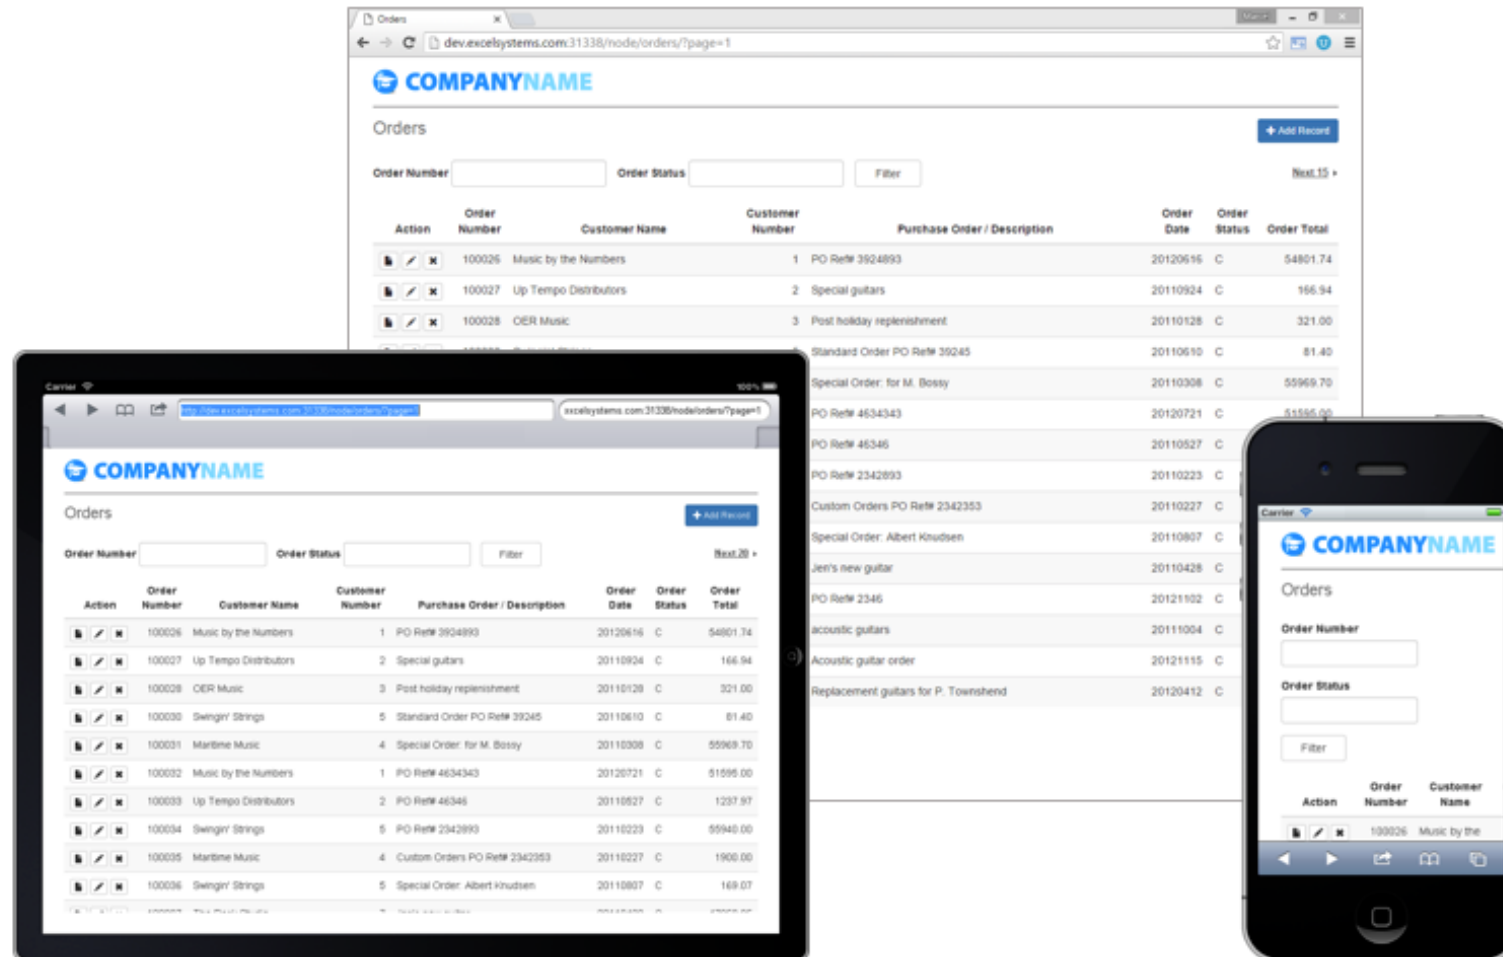 Orders
dev.excelsystems.com:31338/node/orders/?page=1
COMPANYNAME
Orders
+ Add Record
Order Number Order Status Filter Next 15
Action Order Number Customer Name Customer Number Purchase Order / Description Order Date Order Status Order Total
100026 Music by the Numbers 1 PO Ref# 3924893 20120616 C 54801.74
100027 Up Tempo Distributors 2 Special guitars 20110924 C 166.94
100028 OER Music 3 Post holiday replenishment 20110128 C 321.00
Standard Order PO Ref# 39245 20110610 C 81.40
Special Order: for M. Bossy 20110308 C 55969.70
PO Ref# 4634343 20120721 C 51595.00
PO Ref# 46346 20110527 C
PO Ref# 2342893 20110223 C
Custom Orders PO Ref# 2342353 20110227 C
Special Order: Albert Knudsen 20110807 C
Jen's new guitar 20110428 C
PO Ref# 2346 20121102 C
acoustic guitars 20111004 C
Acoustic guitar order 20121115 C
Replacement guitars for P. Townshend 20120412 C
Carrier 100%
http://dev.excelsystems.com:31338/node/orders/?page=1 excelsystems.com:31338/node/orders/?page=1
COMPANYNAME
Orders
+ Add Record
Order Number Order Status Filter Next 20
Action Order Number Customer Name Customer Number Purchase Order / Description Order Date Order Status Order Total
100026 Music by the Numbers 1 PO Ref# 3924893 20120616 C 54801.74
100027 Up Tempo Distributors 2 Special guitars 20110924 C 166.94
100028 OER Music 3 Post holiday replenishment 20110128 C 321.00
100030 Swingin' Strings 5 Standard Order PO Ref# 39245 20110610 C 81.40
100031 Maritime Music 4 Special Order: for M. Bossy 20110308 C 55969.70
100032 Music by the Numbers 1 PO Ref# 4634343 20120721 C 51595.00
100033 Up Tempo Distributors 2 PO Ref# 46346 20110527 C 1237.97
100034 Swingin' Strings 5 PO Ref# 2342893 20110223 C 55940.00
100035 Maritime Music 4 Custom Orders PO Ref# 2342353 20110227 C 1900.00
100036 Swingin' Strings 5 Special Order: Albert Knudsen 20110807 C 169.07
Carrier
COMPANYNAME
Orders
Order Number
Order Status
Filter
Action Order Number Customer Name
100026 Music by the